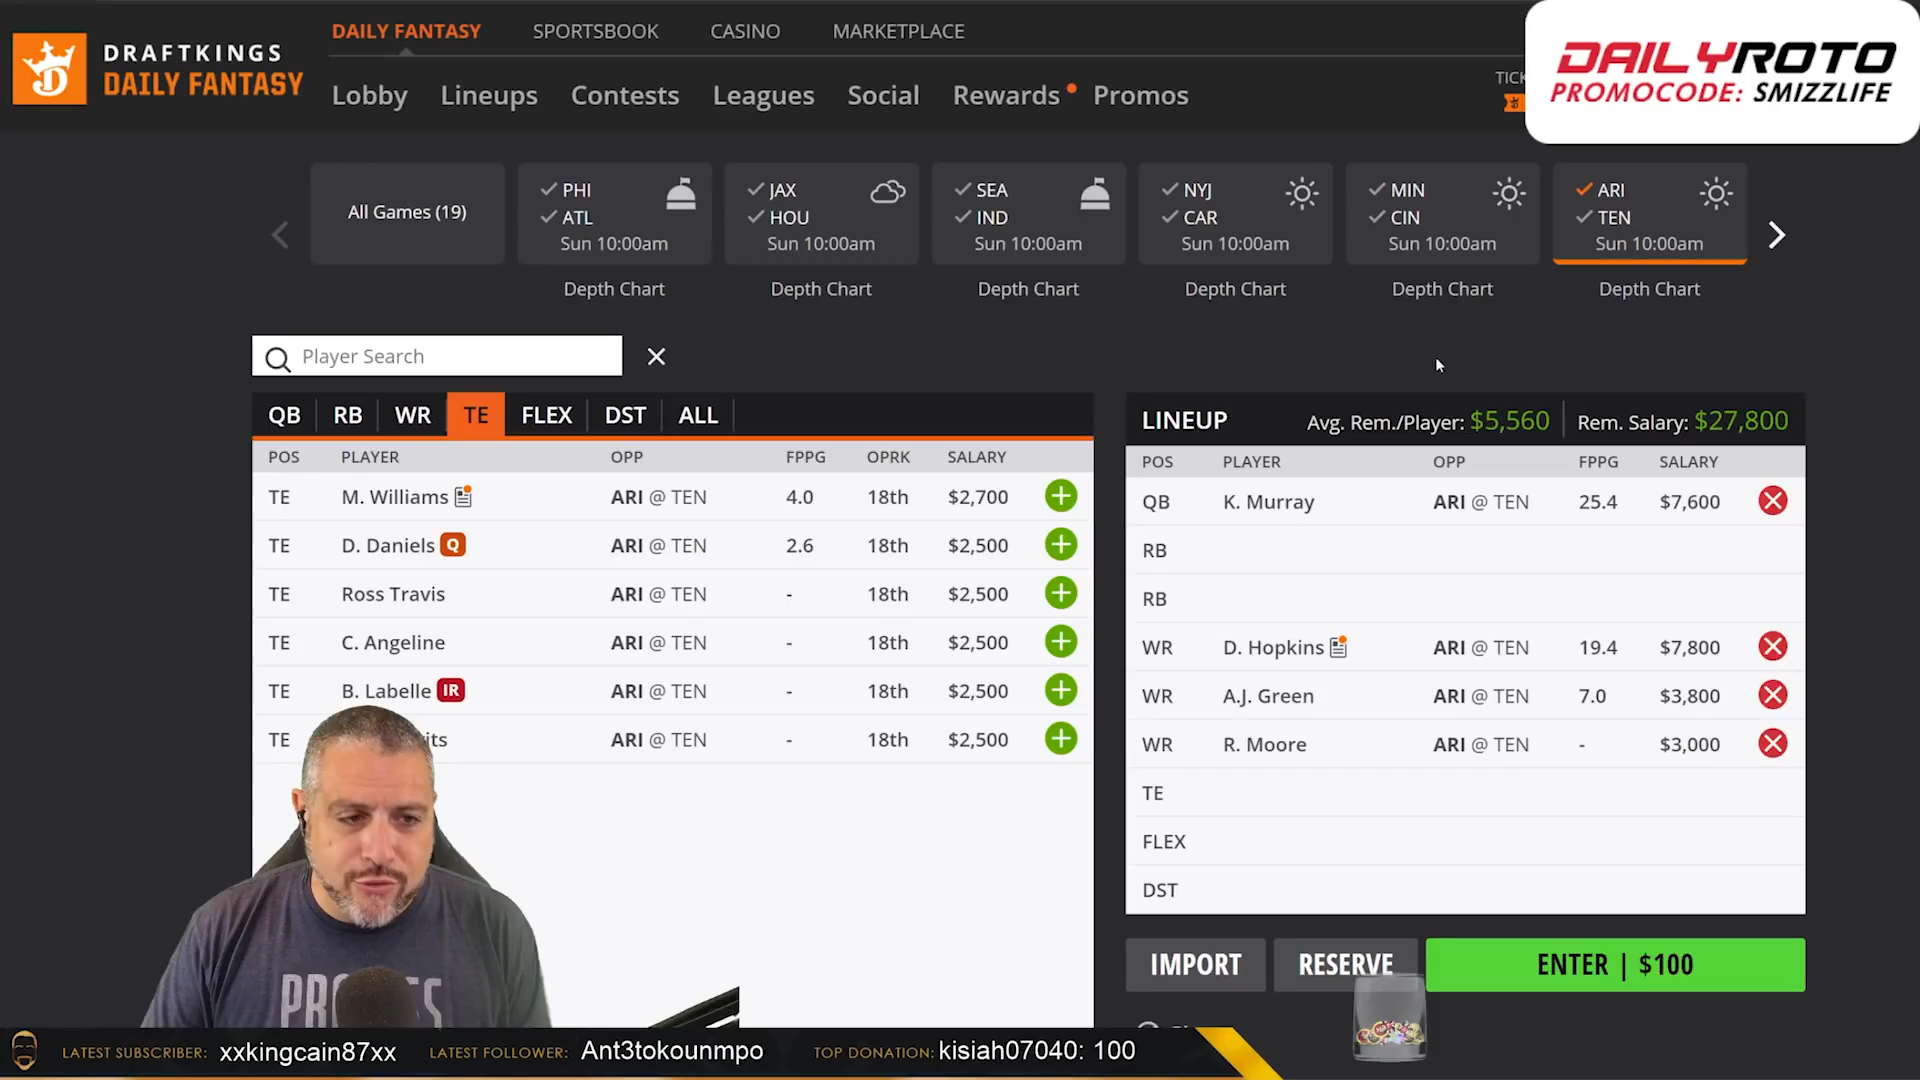 DRAFTKINGS
DAILY FANTASY
DAILY FANTASY SPORTSBOOK CASINO MARKETPLACE
Lobby Lineups Contests Leagues Social Rewards Promos
DAILYROTO
PROMOCODE: SMIZZLIFE
All Games (19)
PHI
ATL
Sun 10:00am
Depth Chart
JAX
HOU
Sun 10:00am
Depth Chart
SEA
IND
Sun 10:00am
Depth Chart
NYJ
CAR
Sun 10:00am
Depth Chart
MIN
CIN
Sun 10:00am
Depth Chart
ARI
TEN
Sun 10:00am
Depth Chart
Player Search
QB RB WR TE FLEX DST ALL
POS PLAYER OPP FPPG OPRK SALARY
TE M. Williams ARI @ TEN 4.0 18th $2,700
TE D. Daniels Q ARI @ TEN 2.6 18th $2,500
TE Ross Travis ARI @ TEN - 18th $2,500
TE C. Angeline ARI @ TEN - 18th $2,500
TE B. Labelle IR ARI @ TEN - 18th $2,500
TE ARI @ TEN - 18th $2,500
LINEUP Avg. Rem./Player: $5,560 Rem. Salary: $27,800
POS PLAYER OPP FPPG SALARY
QB K. Murray ARI @ TEN 25.4 $7,600
RB
RB
WR D. Hopkins ARI @ TEN 19.4 $7,800
WR A.J. Green ARI @ TEN 7.0 $3,800
WR R. Moore ARI @ TEN - $3,000
TE
FLEX
DST
IMPORT RESERVE ENTER | $100
LATEST SUBSCRIBER: xxkingcain87xx LATEST FOLLOWER: Ant3tokounmpo TOP DONATION: kisiah07040: 100